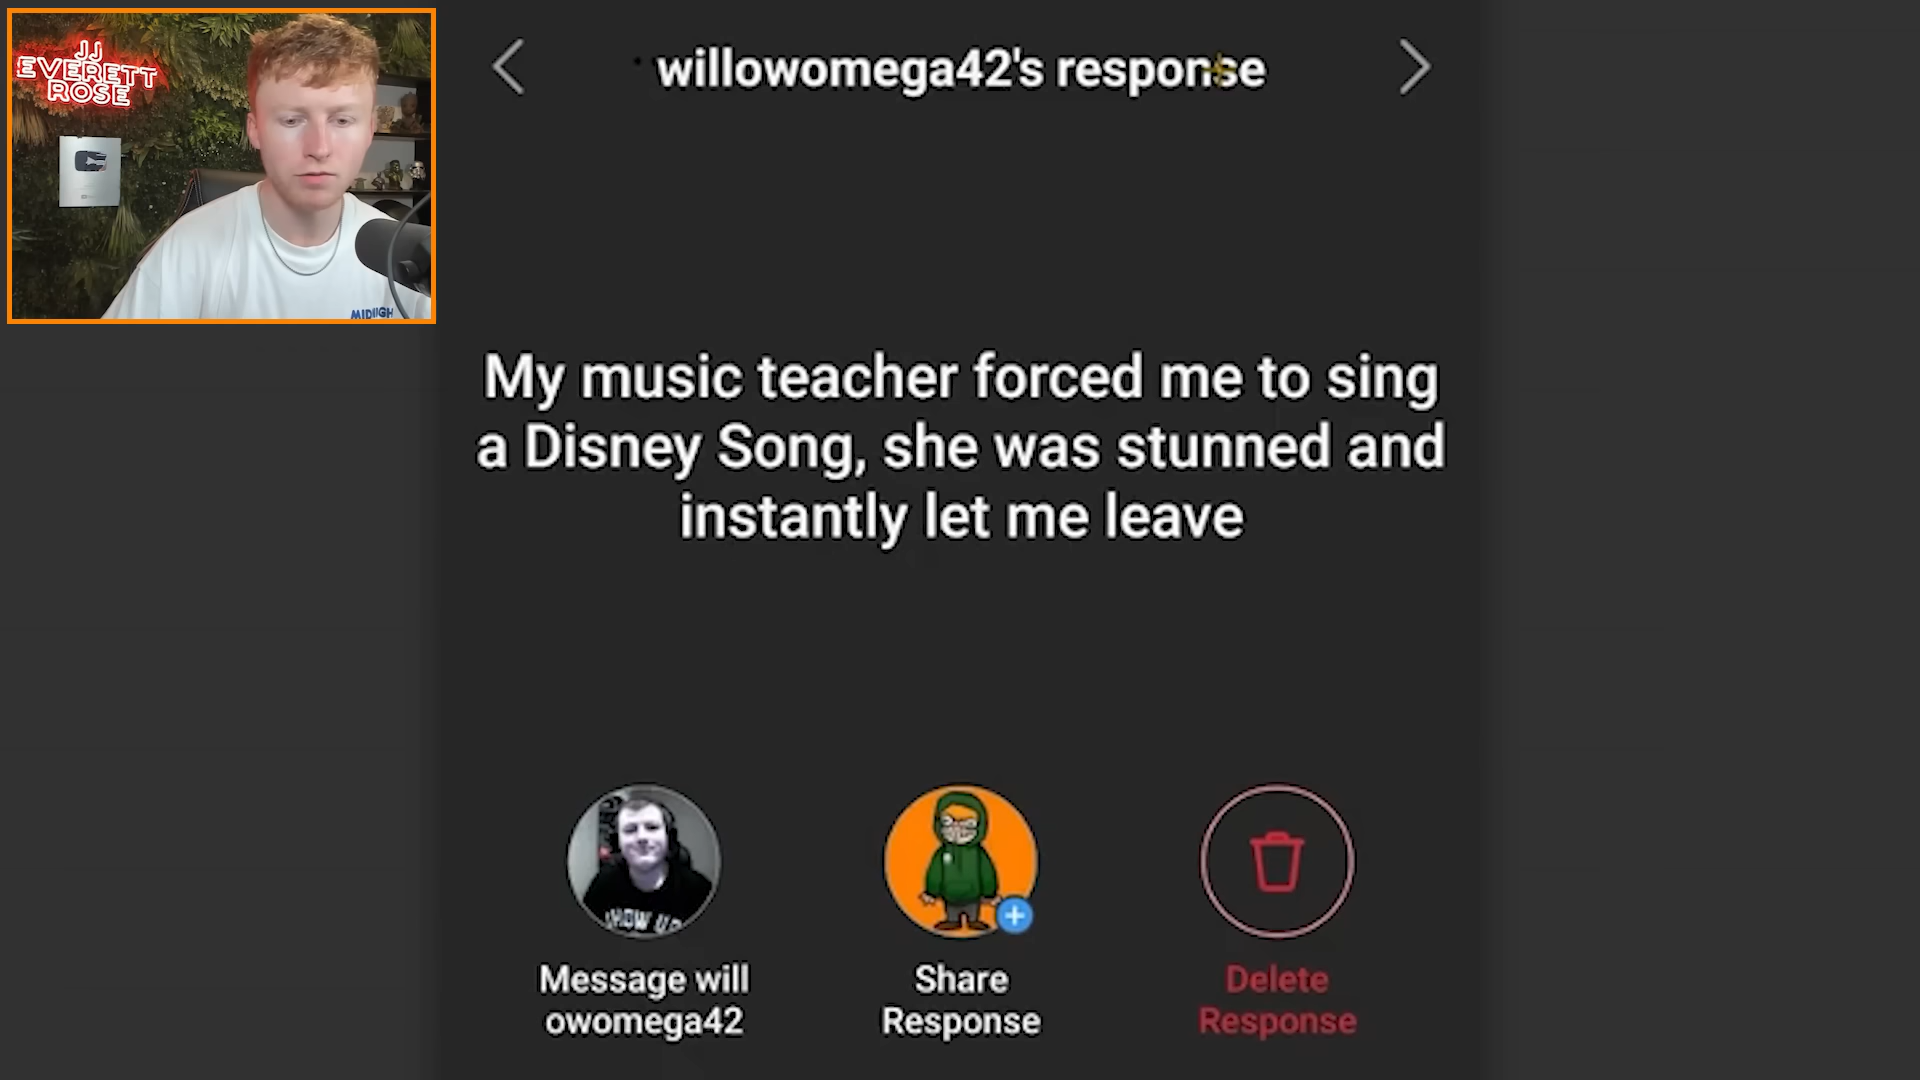 JJ
EVERETT
ROSE
willowomega42's response
My music teacher forced me to sing
a Disney Song, she was stunned and
instantly let me leave
Message will
owomega42
Share
Response
Delete
Response